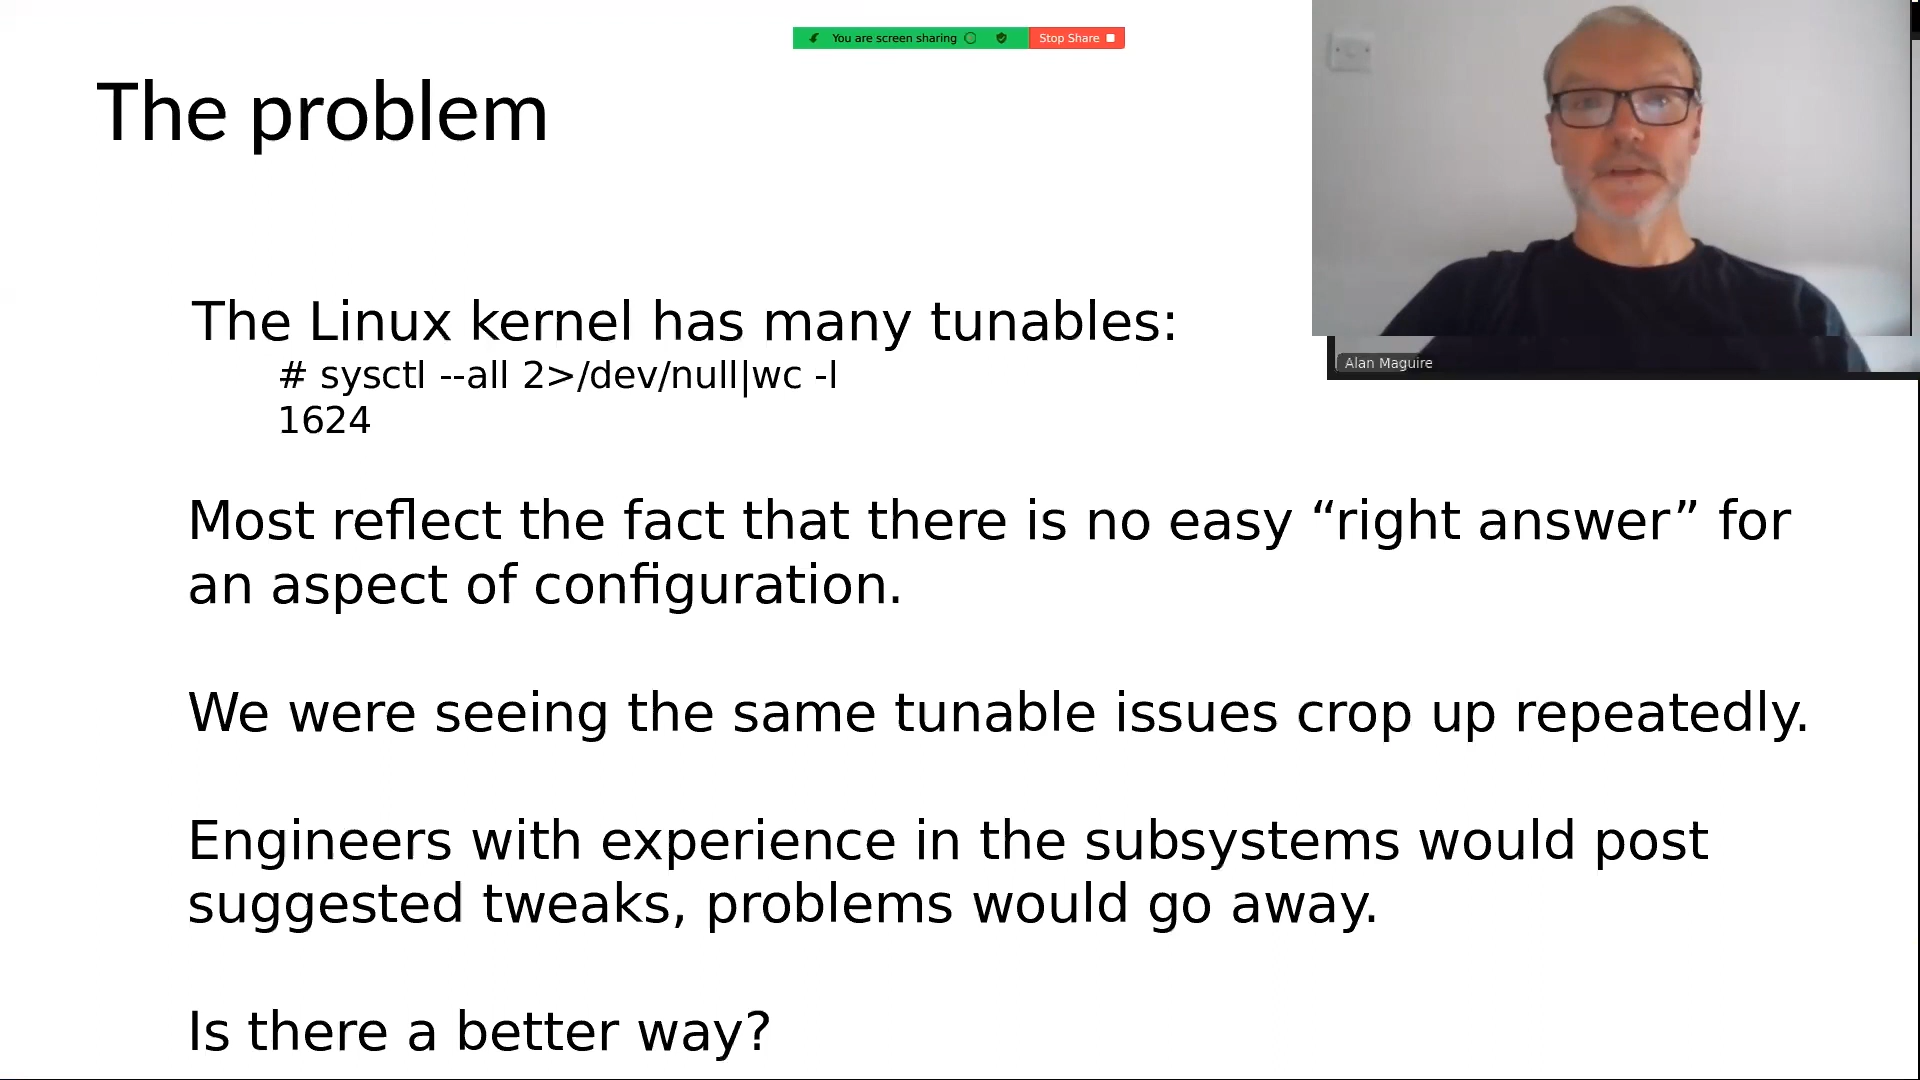 You are screen sharing
Stop Share
The problem
The Linux kernel has many tunables:
# sysctl --all 2>/dev/null|wc -l
1624
Alan Maguire
Most reflect the fact that there is no easy “right answer” for
an aspect of configuration.
We were seeing the same tunable issues crop up repeatedly.
Engineers with experience in the subsystems would post
suggested tweaks, problems would go away.
Is there a better way?